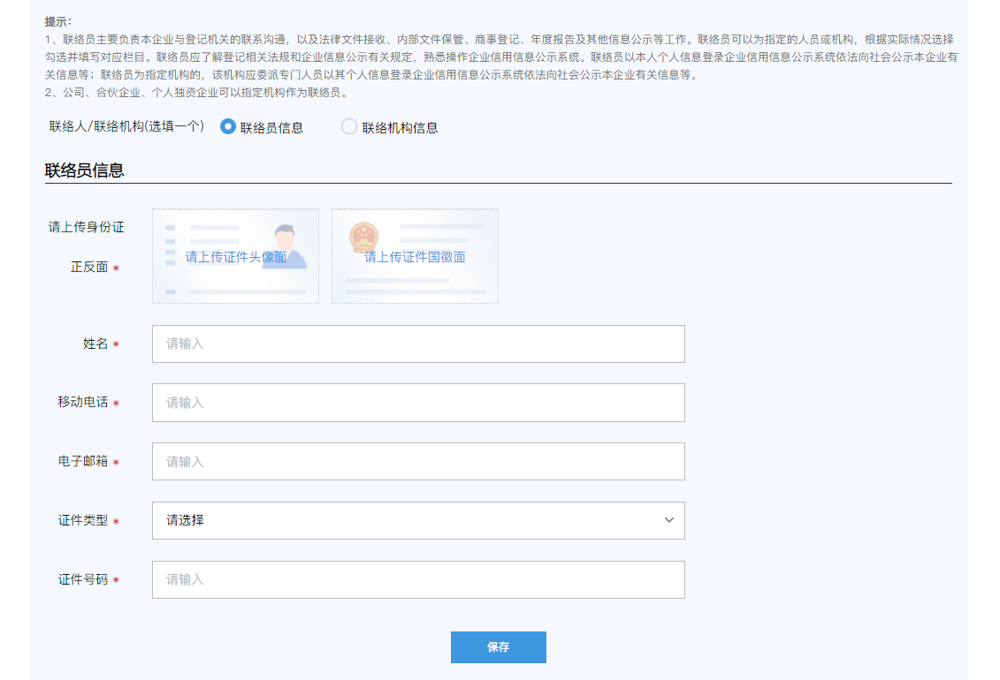 提示：
1、联络员主要负责本企业与登记机关的联系沟通，以及法律文件接收、内部文件保管、商事登记、年度报告及其他信息公示等工作。联络员可以为指定的人员或机构，根据实际情况选择
勾选并填写对应栏目。联络员应了解登记相关法规和企业信息公示有关规定，熟悉操作企业信用信息公示系统。联络员以本人个人信息登录企业信用信息公示系统依法向社会公示本企业有
关信息等；联络员为指定机构的，该机构应委派专门人员以其个人信息登录企业信用信息公示系统依法向社会公示本企业有关信息等。
2、公司、合伙企业、个人独资企业可以指定机构作为联络员。
联络人/联络机构(选填一个) 联络员信息 联络机构信息
联络员信息
请上传身份证
正反面 *
请上传证件头像面 请上传证件国徽面
姓名 * 请输入
移动电话 * 请输入
电子邮箱 * 请输入
证件类型 * 请选择
证件号码 * 请输入
保存